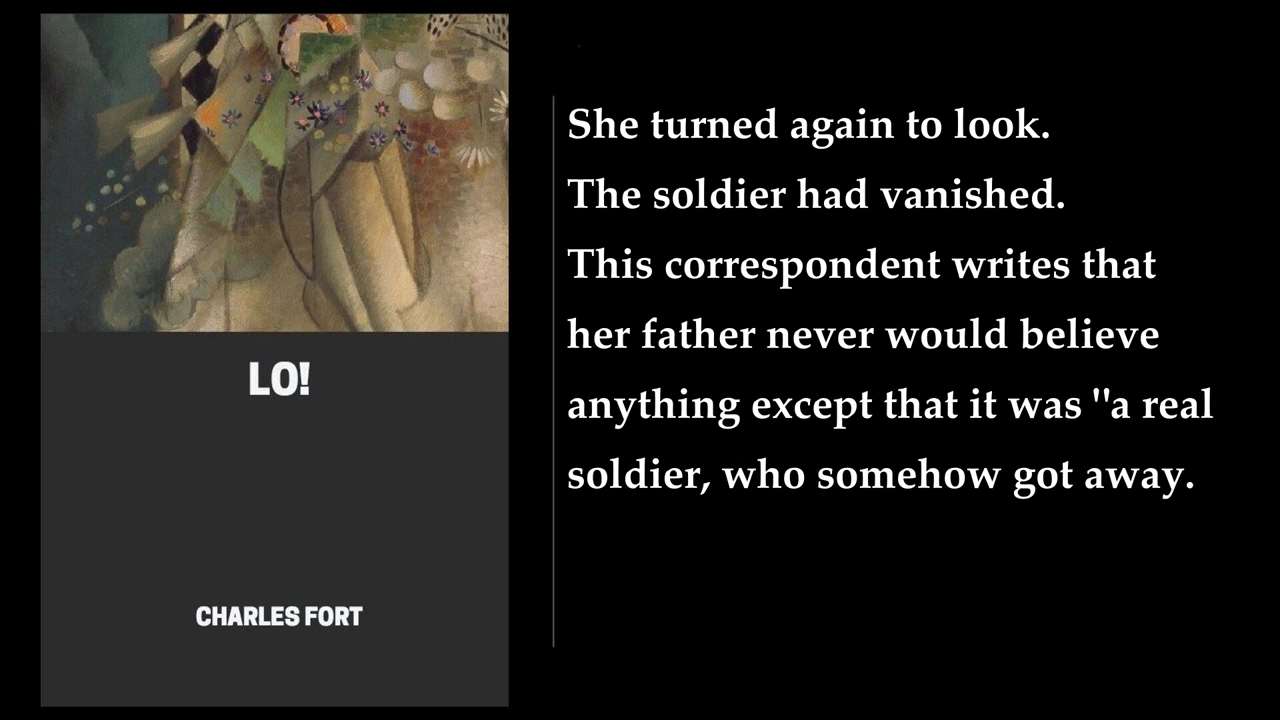 LO!
CHARLES FORT
She turned again to look.
The soldier had vanished.
This correspondent writes that
her father never would believe
anything except that it was "a real
soldier, who somehow got away.